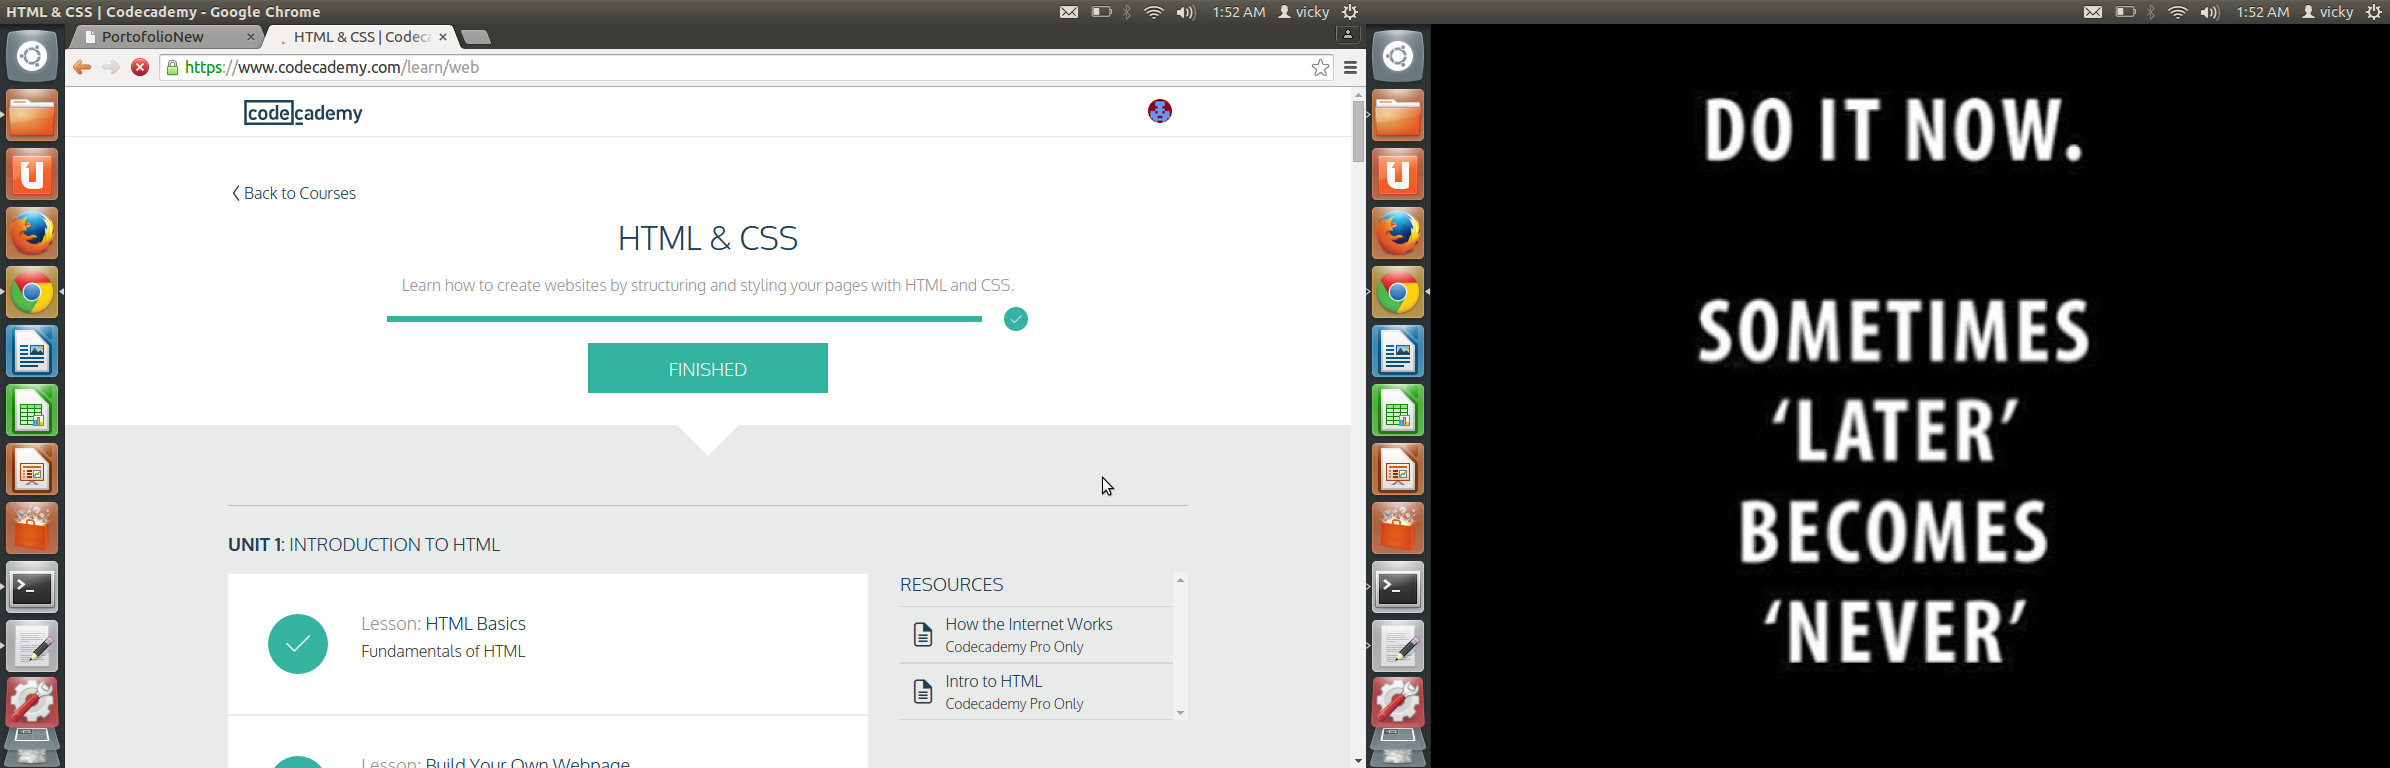 HTML & CSS | Codecademy - Google Chrome
1:52 AM vicky
1:52 AM vicky
PortofolioNew
HTML & CSS | Codeca
https://www.codecademy.com/learn/web
codecademy
Back to Courses
HTML & CSS
Learn how to create websites by structuring and styling your pages with HTML and CSS.
FINISHED
UNIT 1: INTRODUCTION TO HTML
Lesson: HTML Basics
Fundamentals of HTML
Lesson: Build Your Own Webpage
RESOURCES
How the Internet Works
Codecademy Pro Only
Intro to HTML
Codecademy Pro Only
DO IT NOW.
SOMETIMES
‘LATER’
BECOMES
‘NEVER’